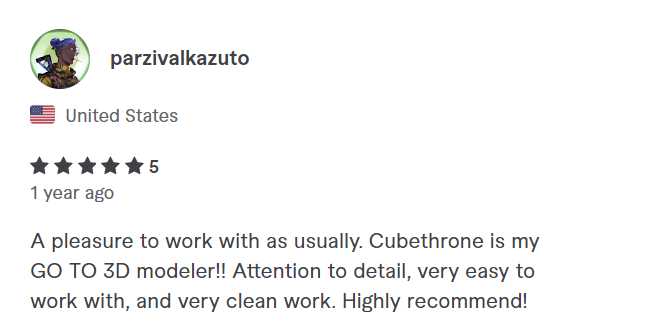 parzivalkazuto
United States
5
1 year ago
A pleasure to work with as usually. Cubethrone is my
GO TO 3D modeler!! Attention to detail, very easy to
work with, and very clean work. Highly recommend!